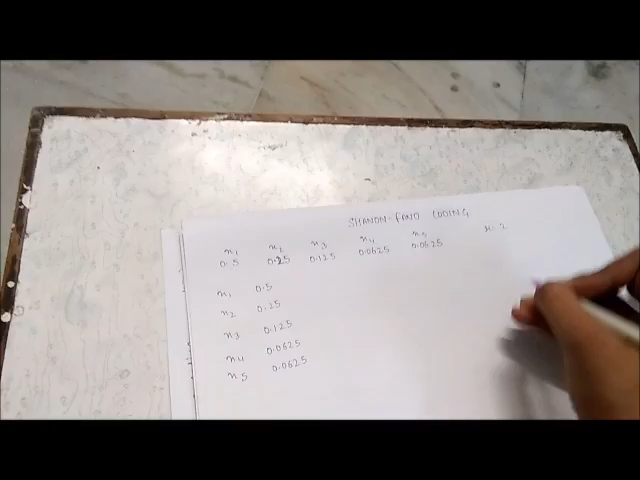 SHANON-FANO CODING
x1 x2 x3 x4 x5
0.5 0.25 0.125 0.0625 0.0625
x1 0.5
x2 0.25
x3 0.125
x4 0.0625
x5 0.0625